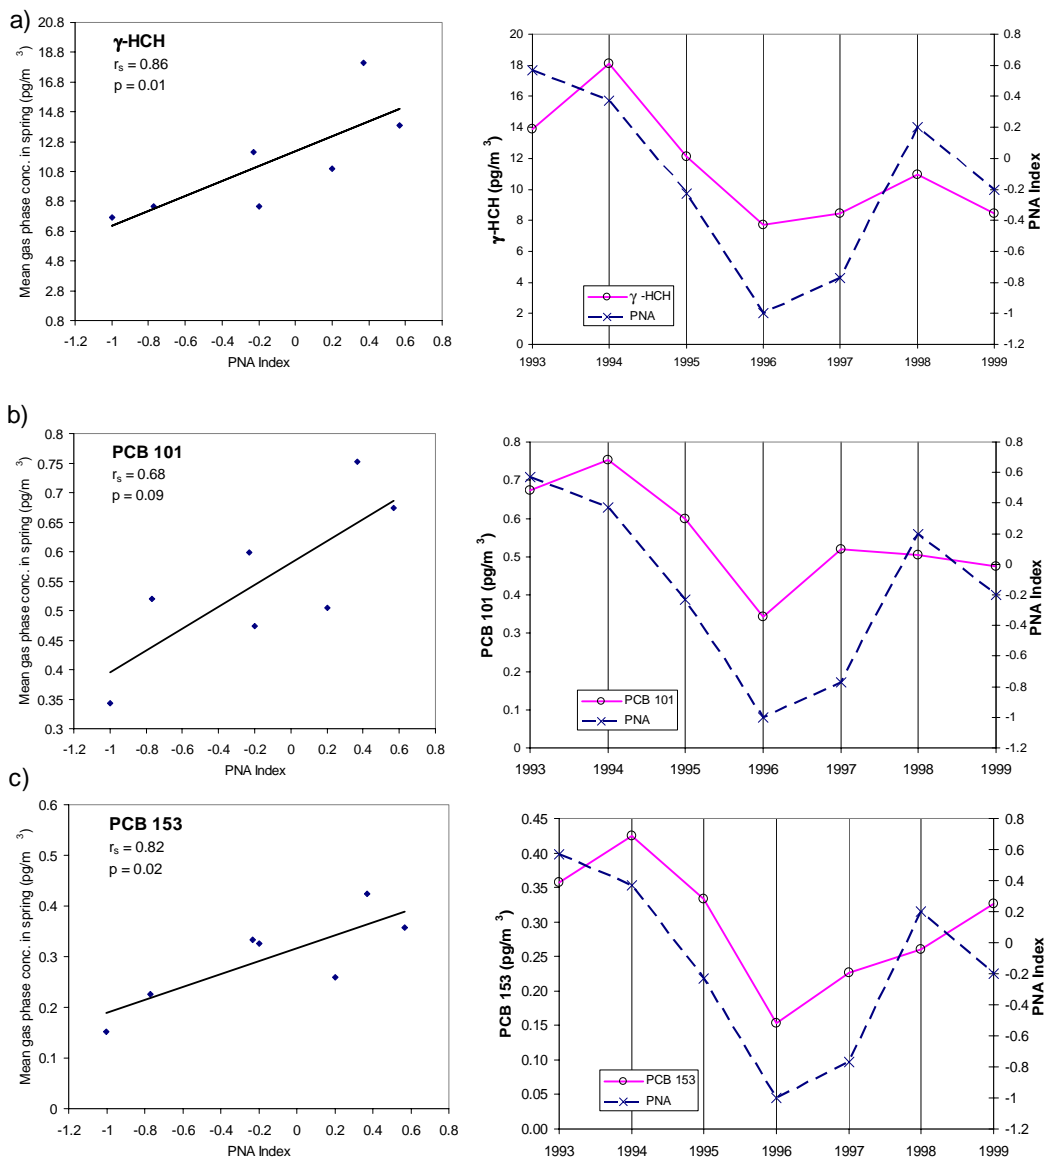 a)
γ-HCH
rs = 0.86
p = 0.01
Mean gas phase conc. in spring (pg/m 3)
20.8
18.8
16.8
14.8
12.8
10.8
8.8
6.8
4.8
2.8
0.8
-1.2 -1 -0.8 -0.6 -0.4 -0.2 0 0.2 0.4 0.6 0.8
PNA Index
γ-HCH (pg/m 3)
20
18
16
14
12
10
8
6
4
2
0
0.8
0.6
0.4
0.2
0
-0.2
-0.4
-0.6
-0.8
-1
-1.2
PNA Index
γ -HCH
PNA
1993 1994 1995 1996 1997 1998 1999
b)
PCB 101
rs = 0.68
p = 0.09
Mean gas phase conc. in spring (pg/m 3)
0.8
0.75
0.7
0.65
0.6
0.55
0.5
0.45
0.4
0.35
0.3
-1.2 -1 -0.8 -0.6 -0.4 -0.2 0 0.2 0.4 0.6 0.8
PNA Index
PCB 101 (pg/m 3)
0.8
0.7
0.6
0.5
0.4
0.3
0.2
0.1
0
0.8
0.6
0.4
0.2
0
-0.2
-0.4
-0.6
-0.8
-1
-1.2
PNA Index
PCB 101
PNA
1993 1994 1995 1996 1997 1998 1999
c)
PCB 153
rs = 0.82
p = 0.02
Mean gas phase conc. in spring (pg/m 3)
0.6
0.5
0.4
0.3
0.2
0.1
0
-1.2 -1 -0.8 -0.6 -0.4 -0.2 0 0.2 0.4 0.6 0.8
PNA Index
PCB 153 (pg/m 3)
0.45
0.40
0.35
0.30
0.25
0.20
0.15
0.10
0.05
0.00
0.8
0.6
0.4
0.2
0
-0.2
-0.4
-0.6
-0.8
-1
-1.2
PNA Index
PCB 153
PNA
1993 1994 1995 1996 1997 1998 1999